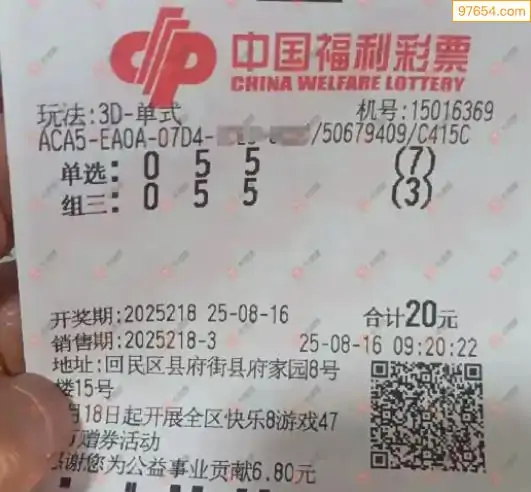 97654.com
中国福利彩票
CHINA WELFARE LOTTERY
玩法:3D-单式 机号:15016369
ACA5-EA0A-07D4- /50679409/C415C
单选: 0 5 5 (7)
组三: 0 5 5 (3)
开奖期:2025218 25-08-16 合计20元
销售期:2025218-3 25-08-16 09:20:22
地址:回民区县府街县府家园8号
楼15号
月18日起开展全区快乐8游戏47
万赠券活动
感谢您为公益事业贡献6.80元